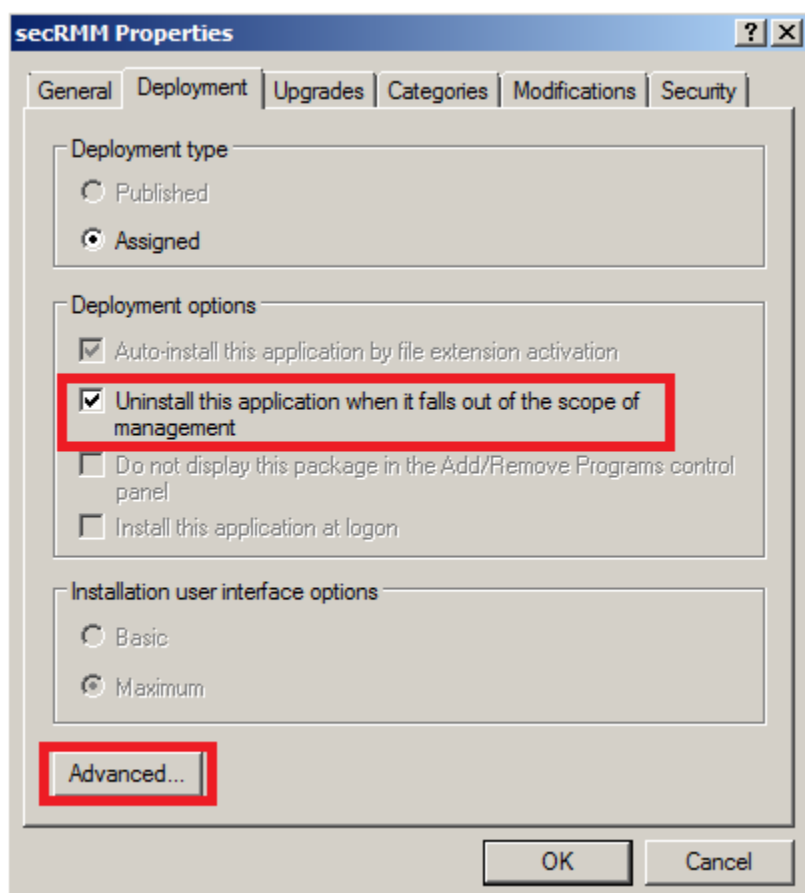 secRMM Properties
General Deployment Upgrades Categories Modifications Security
Deployment type
Published
Assigned
Deployment options
Auto-install this application by file extension activation
Uninstall this application when it falls out of the scope of
management
Do not display this package in the Add/Remove Programs control
panel
Install this application at logon
Installation user interface options
Basic
Maximum
Advanced...
OK Cancel